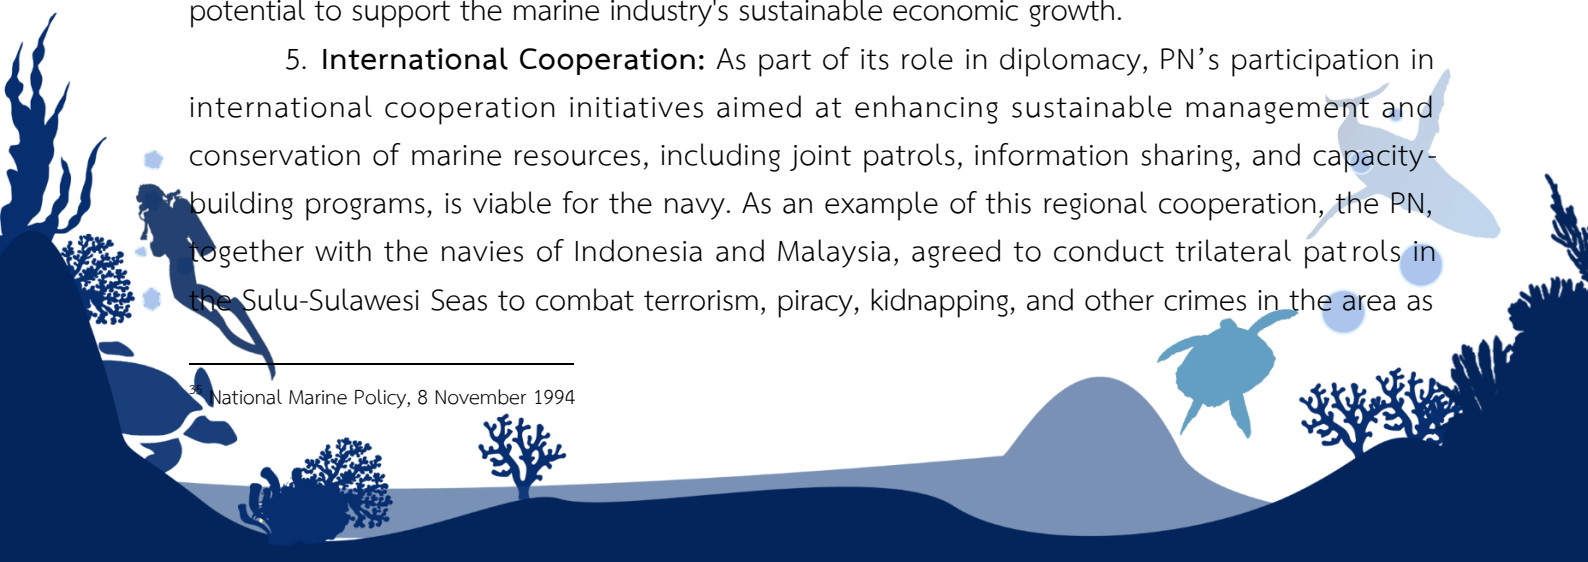 potential to support the marine industry's sustainable economic growth.
5. International Cooperation: As part of its role in diplomacy, PN’s participation in
international cooperation initiatives aimed at enhancing sustainable management and
conservation of marine resources, including joint patrols, information sharing, and capacity-
building programs, is viable for the navy. As an example of this regional cooperation, the PN,
together with the navies of Indonesia and Malaysia, agreed to conduct trilateral patrols in
the Sulu-Sulawesi Seas to combat terrorism, piracy, kidnapping, and other crimes in the area as
35 National Marine Policy, 8 November 1994